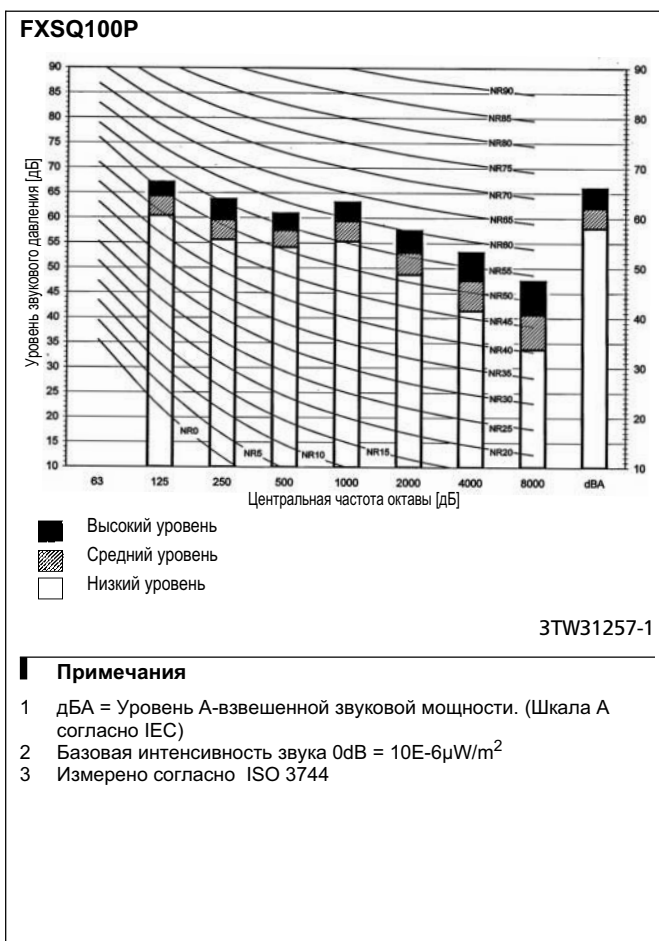 FXSQ100P
Уровень звукового давления [дБ]
90
85
80
75
70
65
60
55
50
45
40
35
30
25
20
15
10
90
80
70
60
50
40
30
20
10
NR90
NR85
NR80
NR75
NR70
NR65
NR60
NR55
NR50
NR45
NR40
NR35
NR30
NR25
NR20
NR0
NR5
NR10
NR15
63 125 250 500 1000 2000 4000 8000 dBA
Центральная частота октавы [дБ]
Высокий уровень
Средний уровень
Низкий уровень
3TW31257-1
Примечания
1 дБА = Уровень А-взвешенной звуковой мощности. (Шкала А
согласно IEC)
2 Базовая интенсивность звука 0dB = 10E-6µW/m²
3 Измерено согласно ISO 3744